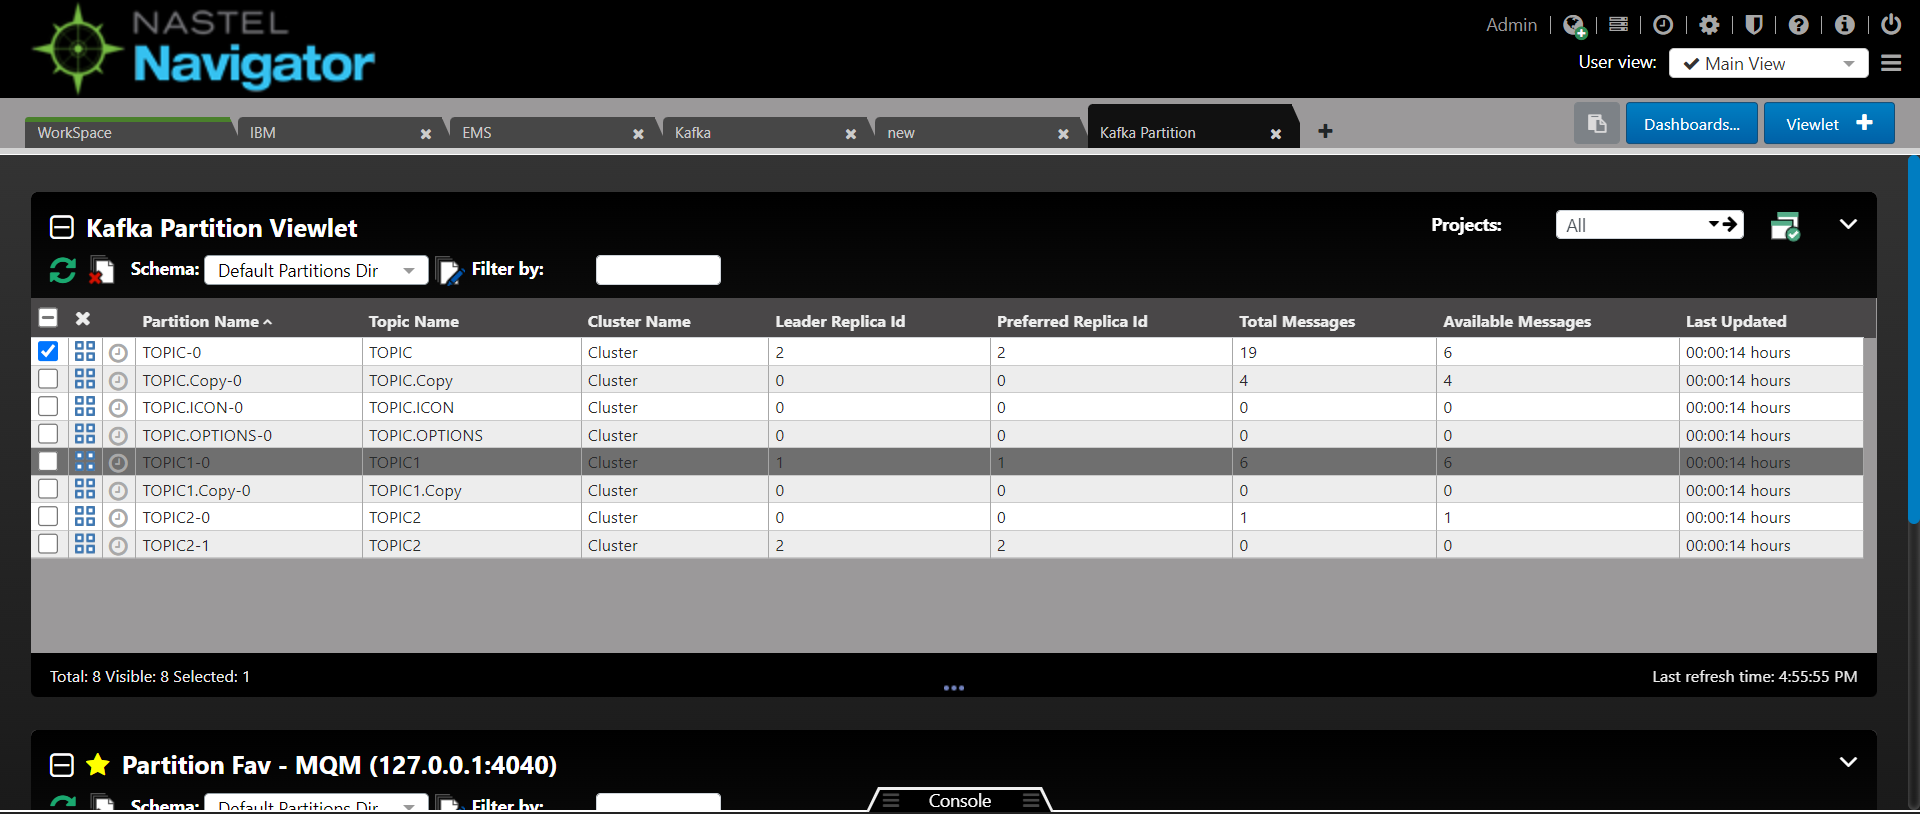 NASTEL
Navigator
Admin
User view: Main View
WorkSpace IBM EMS Kafka new Kafka Partition
Dashboards... Viewlet
Kafka Partition Viewlet
Projects: All
Schema: Default Partitions Dir Filter by:
Partition Name Topic Name Cluster Name Leader Replica Id Preferred Replica Id Total Messages Available Messages Last Updated
TOPIC-0 TOPIC Cluster 2 2 19 6 00:00:14 hours
TOPIC.Copy-0 TOPIC.Copy Cluster 0 0 4 4 00:00:14 hours
TOPIC.ICON-0 TOPIC.ICON Cluster 0 0 0 0 00:00:14 hours
TOPIC.OPTIONS-0 TOPIC.OPTIONS Cluster 0 0 0 0 00:00:14 hours
TOPIC1-0 TOPIC1 Cluster 1 1 6 6 00:00:14 hours
TOPIC1.Copy-0 TOPIC1.Copy Cluster 0 0 0 0 00:00:14 hours
TOPIC2-0 TOPIC2 Cluster 0 0 1 1 00:00:14 hours
TOPIC2-1 TOPIC2 Cluster 2 2 0 0 00:00:14 hours
Total: 8 Visible: 8 Selected: 1
Last refresh time: 4:55:55 PM
Partition Fav - MQM (127.0.0.1:4040)
Schema: Default Partitions Dir Filter by:
Console